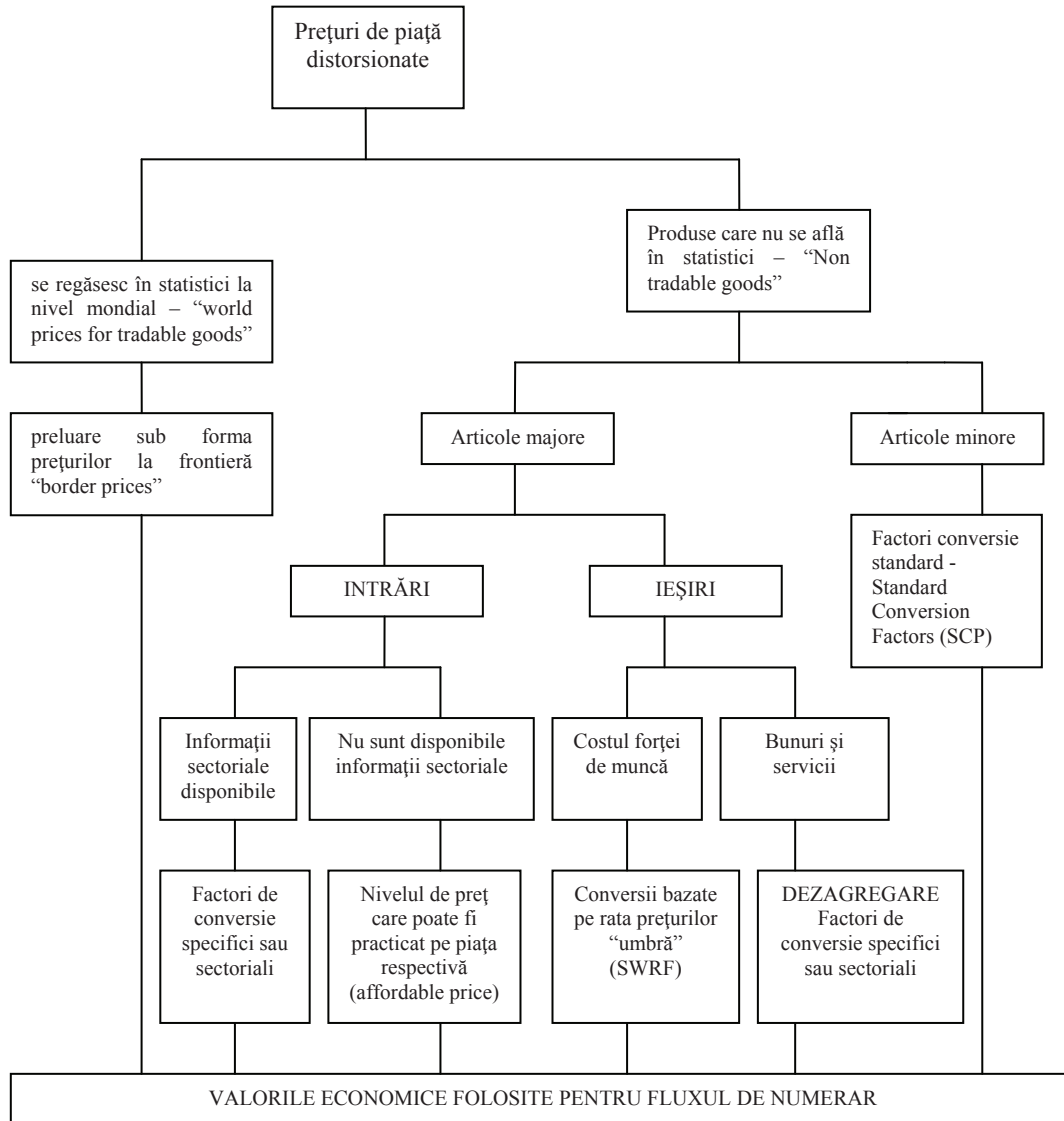 Preţuri de piaţă
distorsionate
Produse care nu se află
în statistici – “Non
tradable goods”
se regăsesc în statistici la
nivel mondial – “world
prices for tradable goods”
preluare sub forma
preţurilor la frontieră
“border prices”
Articole majore
Articole minore
Factori conversie
standard -
Standard
Conversion
Factors (SCP)
INTRĂRI
IEŞIRI
Informaţii
sectoriale
disponibile
Nu sunt disponibile
informaţii sectoriale
Costul forţei
de muncă
Bunuri şi
servicii
Factori de
conversie
specifici sau
sectoriali
Nivelul de preţ
care poate fi
practicat pe piaţa
respectivă
(affordable price)
Conversii bazate
pe rata preţurilor
“umbră”
(SWRF)
DEZAGREGARE
Factori de
conversie specifici
sau sectoriali
VALORILE ECONOMICE FOLOSITE PENTRU FLUXUL DE NUMERAR